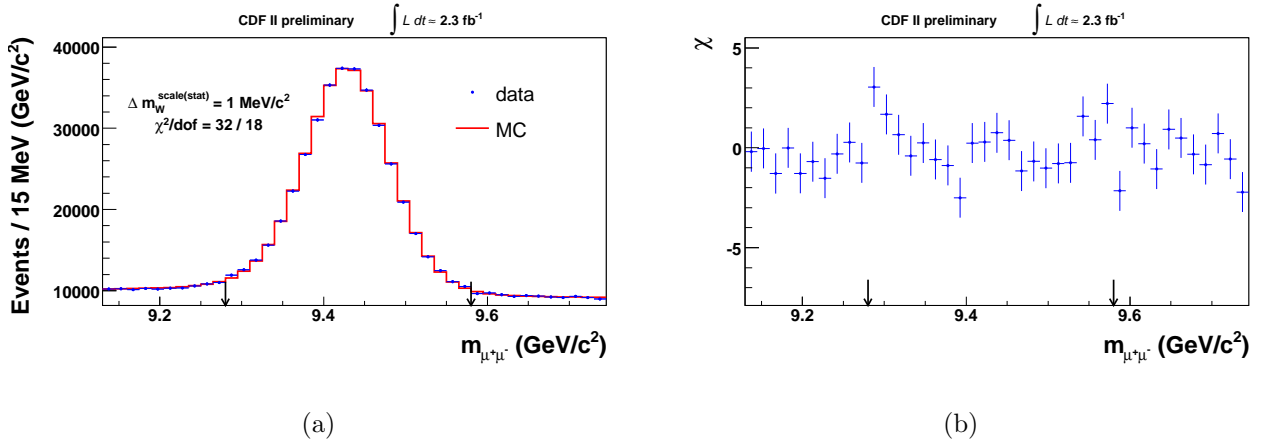 CDF II preliminary ∫ L dt ≈ 2.3 fb⁻¹
Events / 15 MeV (GeV/c²)
40000
30000
20000
10000
Δ m_W^scale(stat) = 1 MeV/c²
χ²/dof = 32 / 18
data
MC
9.2 9.4 9.6
m_μ⁺μ⁻ (GeV/c²)
(a)
CDF II preliminary ∫ L dt ≈ 2.3 fb⁻¹
χ
5
0
-5
9.2 9.4 9.6
m_μ⁺μ⁻ (GeV/c²)
(b)